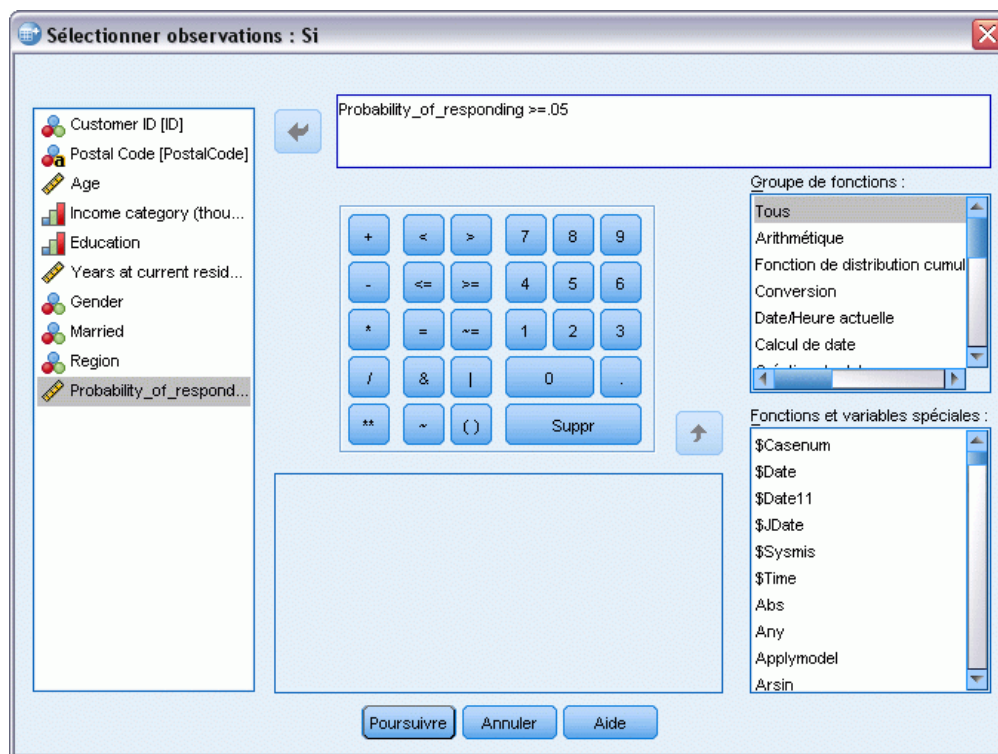 Sélectionner observations : Si
Customer ID [ID]
Postal Code [PostalCode]
Age
Income category (thou...
Education
Years at current resid...
Gender
Married
Region
Probability_of_respond...
Probability_of_responding >=.05
+ < > 7 8 9
- <= >= 4 5 6
* = ~= 1 2 3
/ & | 0 .
** ~ ( ) Suppr
Groupe de fonctions :
Tous
Arithmétique
Fonction de distribution cumul
Conversion
Date/Heure actuelle
Calcul de date
Fonctions et variables spéciales :
$Casenum
$Date
$Date11
$JDate
$Sysmis
$Time
Abs
Any
Applymodel
Arsin
Poursuivre Annuler Aide